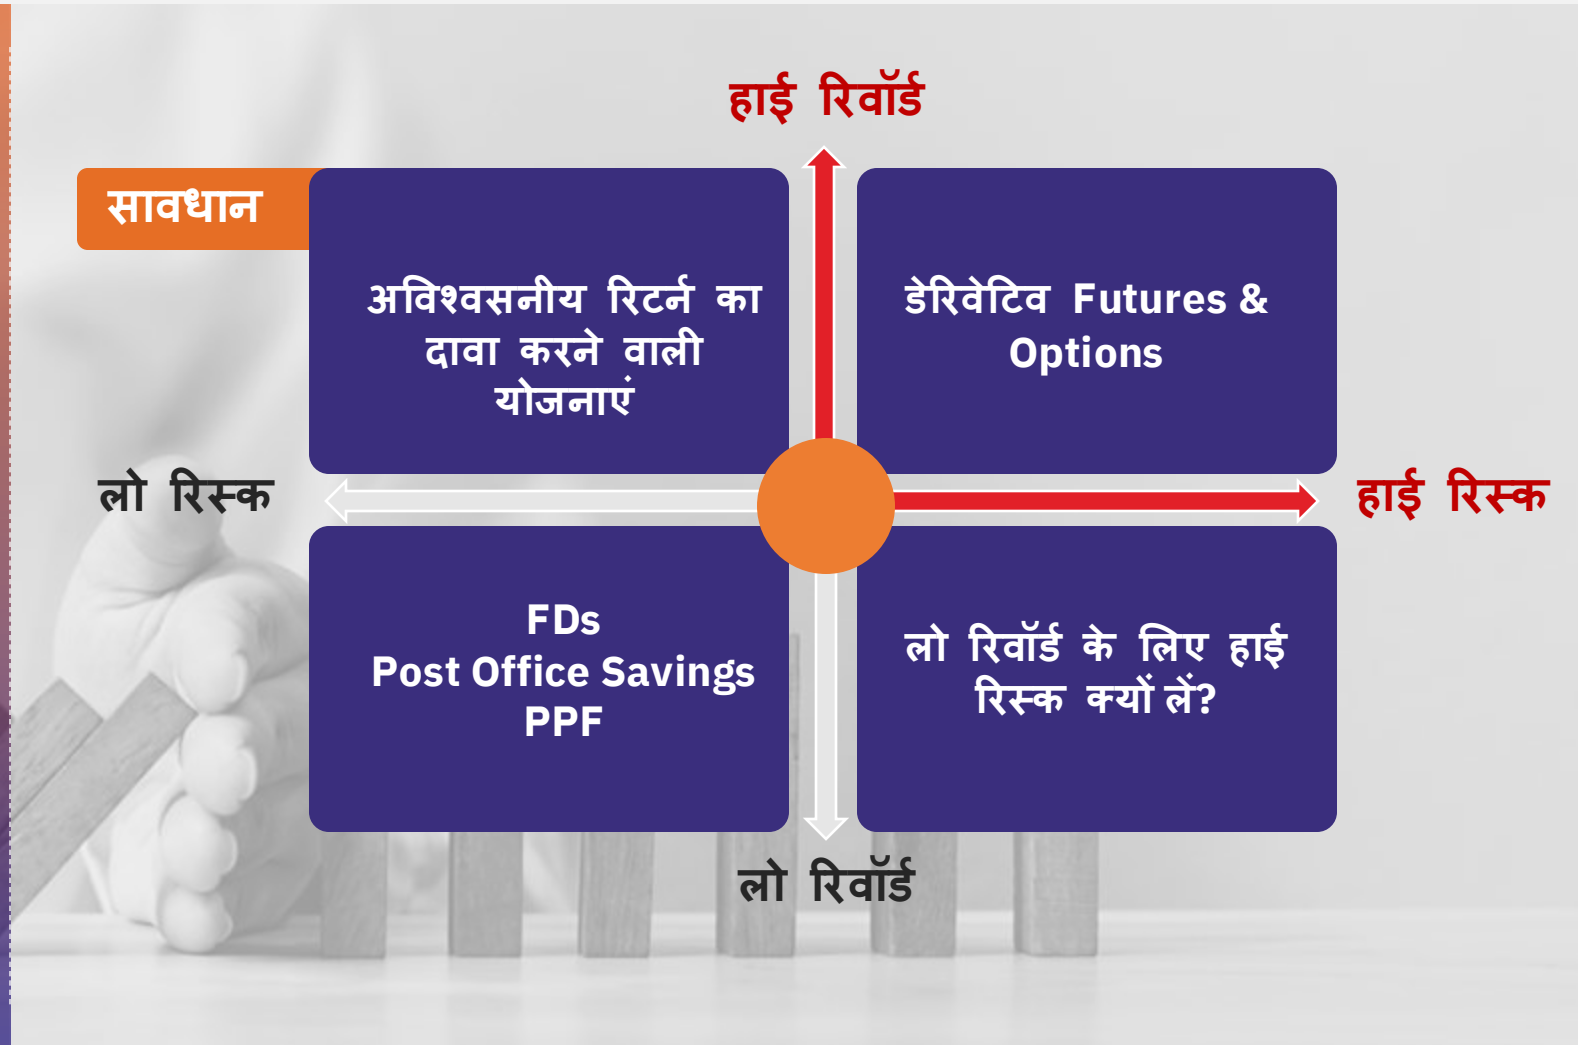 हाई रिवॉर्ड
सावधान
अविश्वसनीय रिटर्न का
दावा करने वाली
योजनाएं
डेरिवेटिव Futures &
Options
लो रिस्क
हाई रिस्क
FDs
Post Office Savings
PPF
लो रिवॉर्ड के लिए हाई
रिस्क क्यों लें?
लो रिवॉर्ड